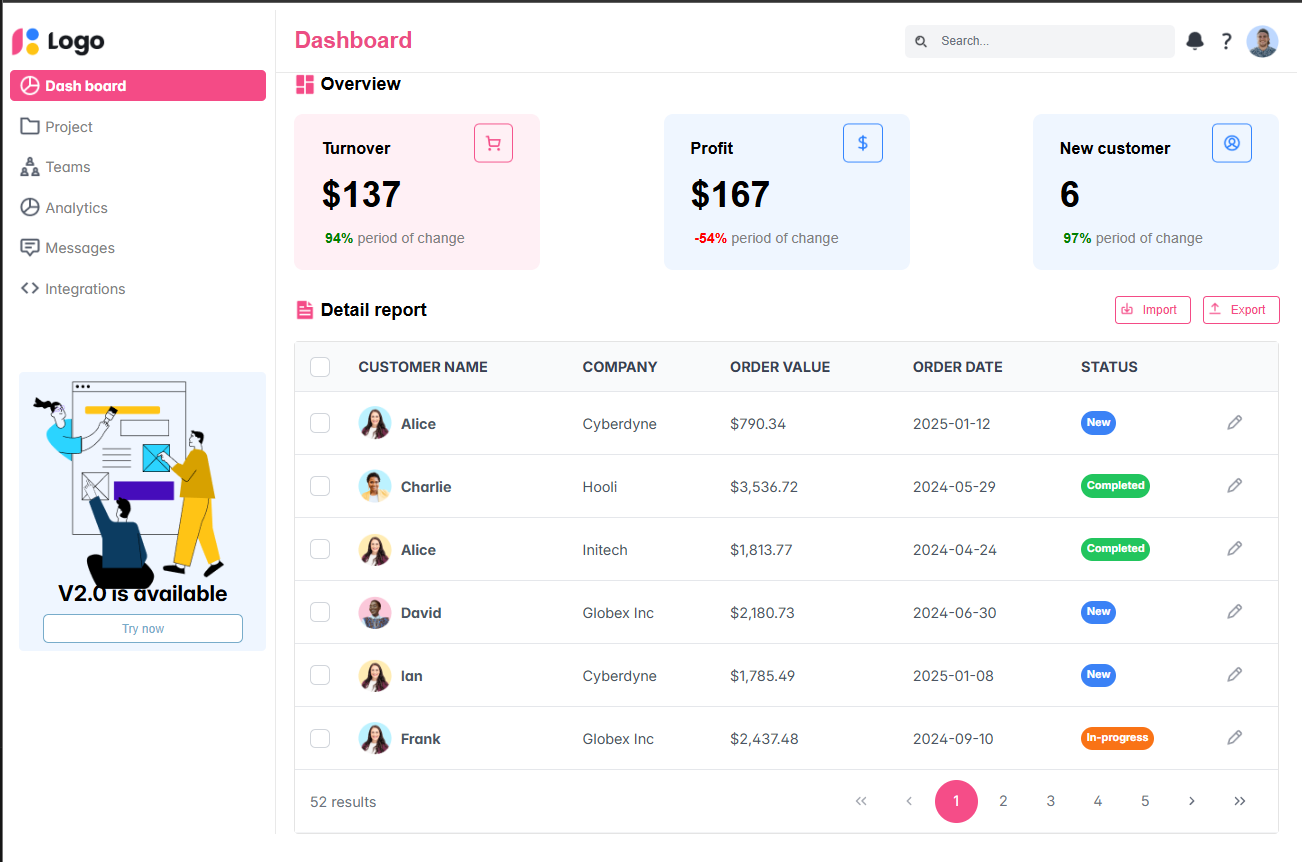 Logo
Dashboard
Search...
?
Dash board
Project
Teams
Analytics
Messages
Integrations
V2.0 is available
Try now
Overview
Turnover
$137
94% period of change
Profit
$
$167
-54% period of change
New customer
6
97% period of change
Detail report
Import
Export
CUSTOMER NAME COMPANY ORDER VALUE ORDER DATE STATUS
Alice Cyberdyne $790.34 2025-01-12 New
Charlie Hooli $3,536.72 2024-05-29 Completed
Alice Initech $1,813.77 2024-04-24 Completed
David Globex Inc $2,180.73 2024-06-30 New
Ian Cyberdyne $1,785.49 2025-01-08 New
Frank Globex Inc $2,437.48 2024-09-10 In-progress
52 results « ‹ 1 2 3 4 5 › »